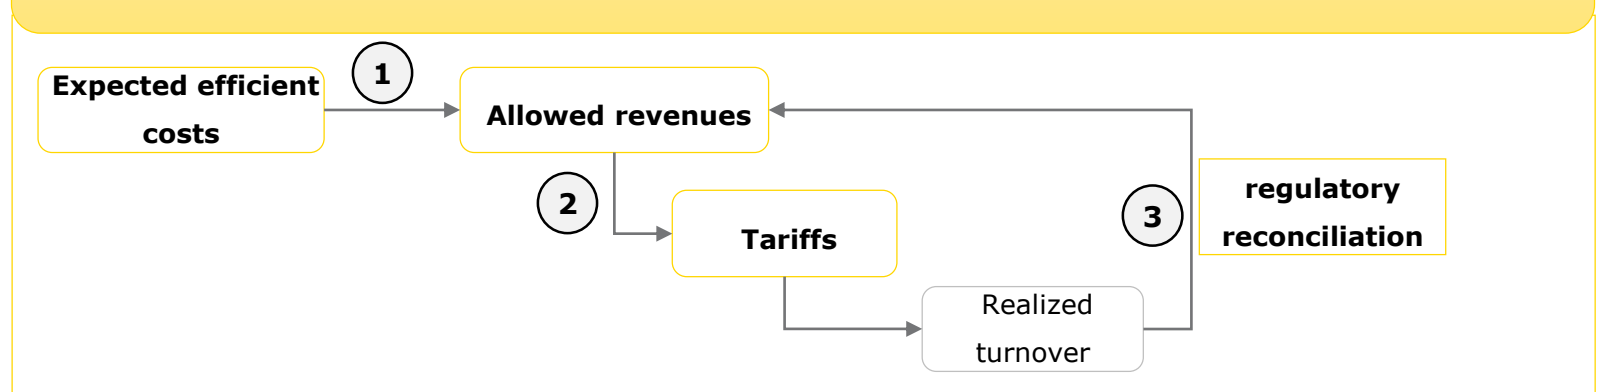 Expected efficient
costs
1
Allowed revenues
2
Tariffs
3
regulatory
reconciliation
Realized
turnover